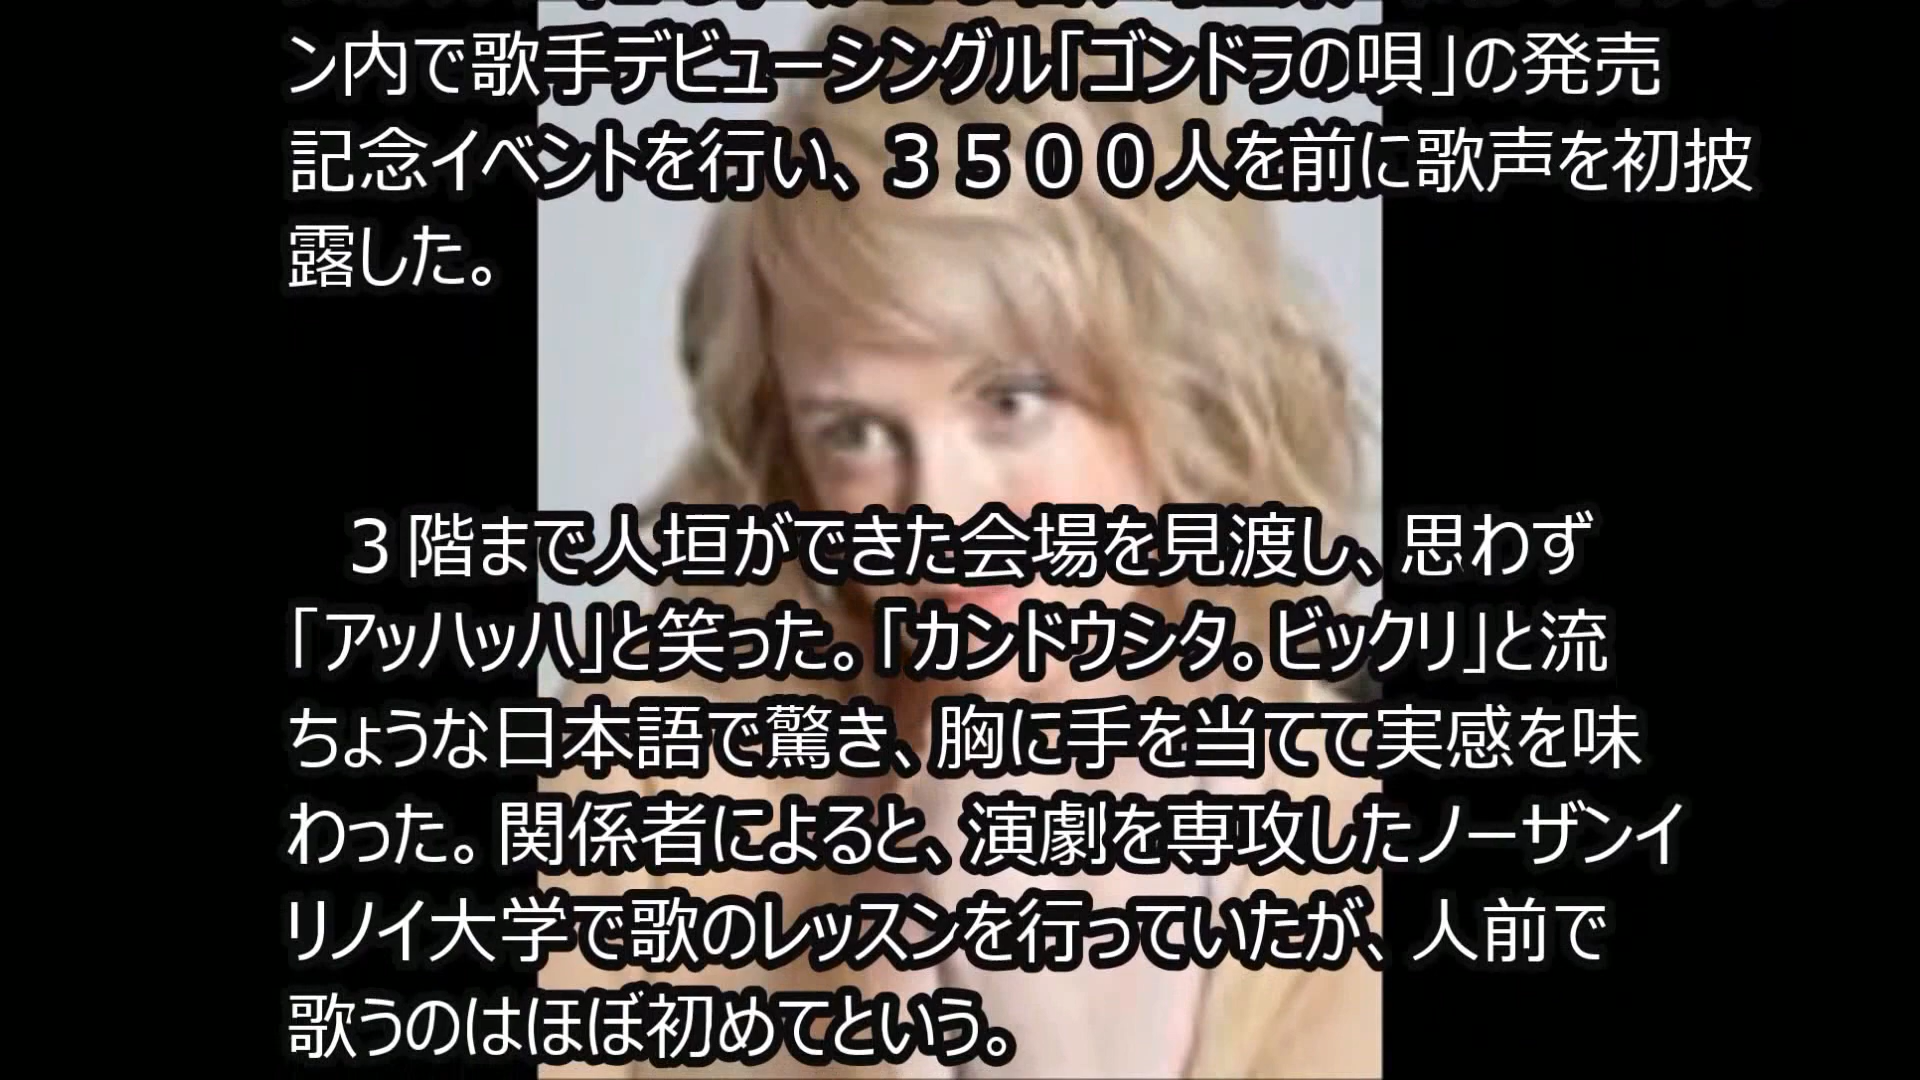 ン内で歌手デビューシングル「ゴンドラの唄」の発売
記念イベントを行い、３５００人を前に歌声を初披
露した。
３階まで人垣ができた会場を見渡し、思わず
「アッハッハ」と笑った。「カンドウシタ。ビックリ」と流
ちょうな日本語で驚き、胸に手を当てて実感を味
わった。関係者によると、演劇を専攻したノーザンイ
リノイ大学で歌のレッスンを行っていたが、人前で
歌うのはほぼ初めてという。